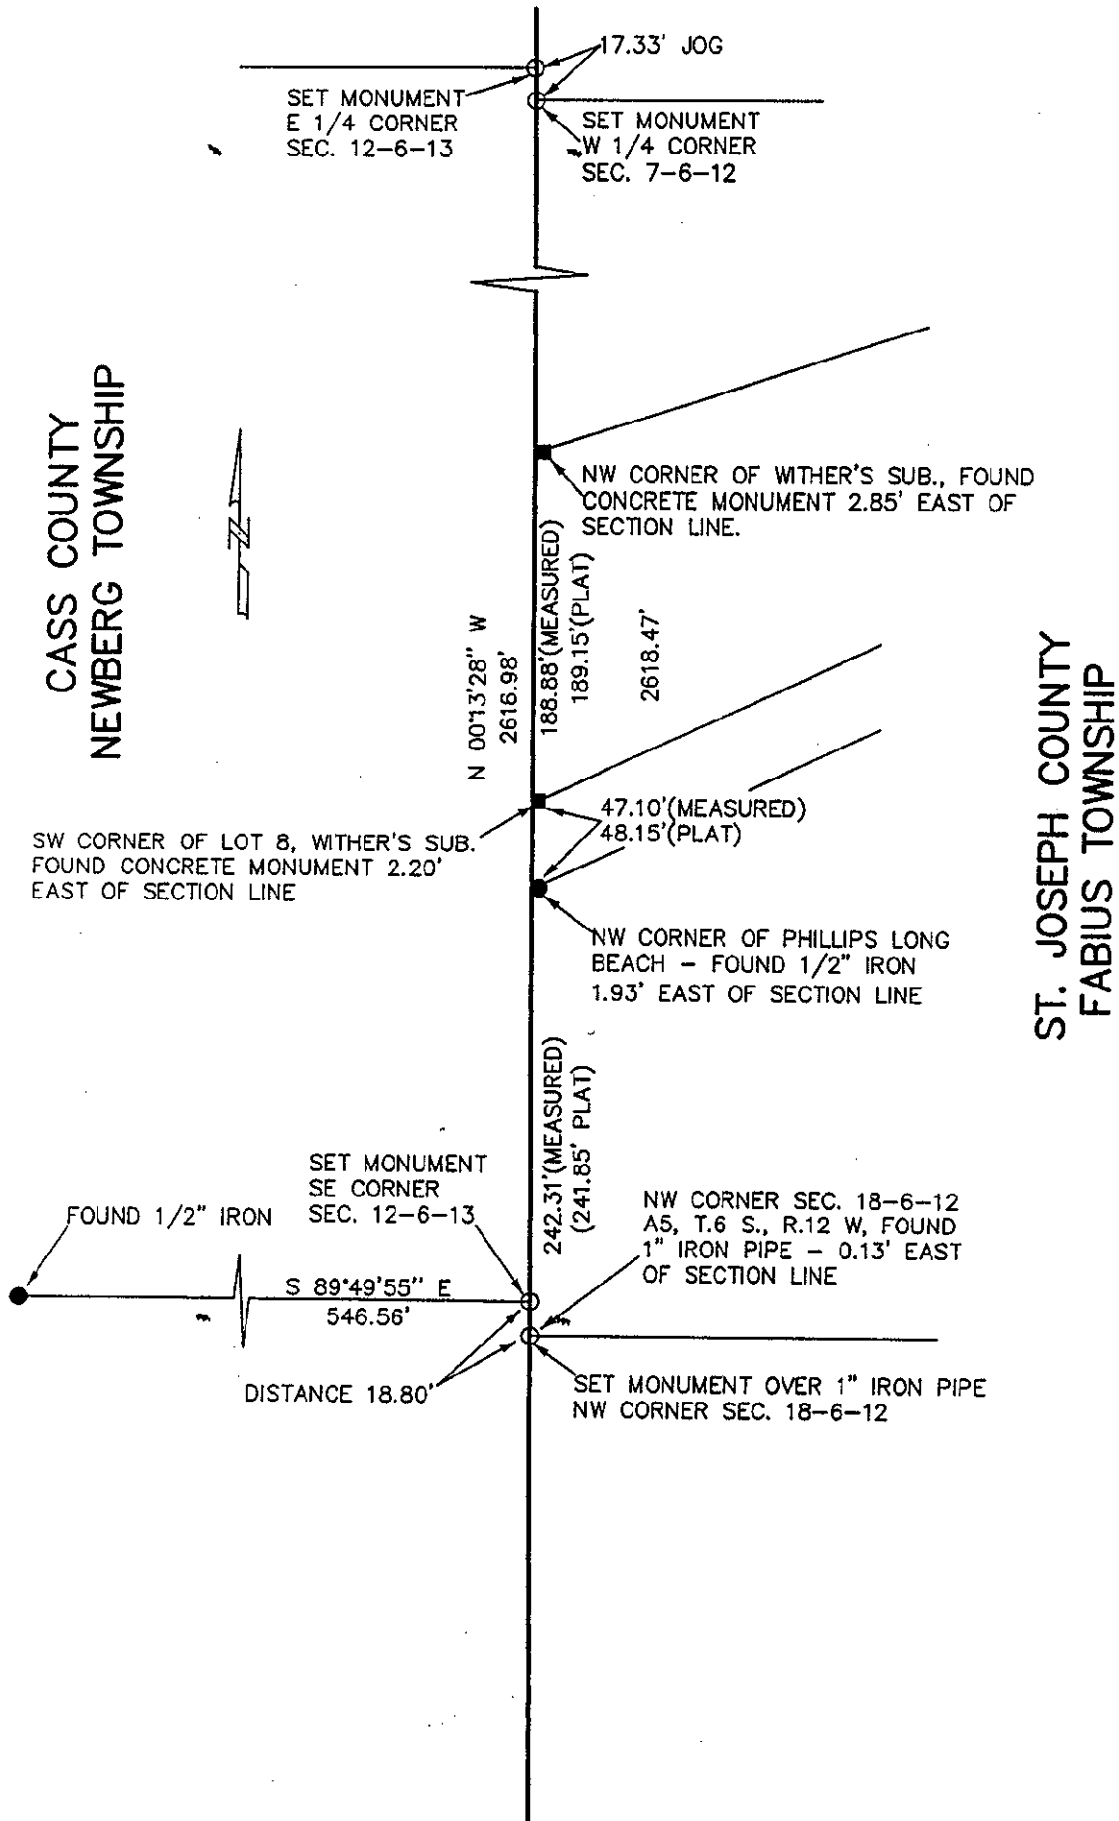 17.33' JOG
SET MONUMENT
E 1/4 CORNER
SEC. 12-6-13
SET MONUMENT
W 1/4 CORNER
SEC. 7-6-12
CASS COUNTY
NEWBERG TOWNSHIP
N
NW CORNER OF WITHER'S SUB., FOUND
CONCRETE MONUMENT 2.85' EAST OF
SECTION LINE.
N 00°13'28" W
2616.98'
188.88'(MEASURED)
189.15'(PLAT)
2618.47'
ST. JOSEPH COUNTY
FABIUS TOWNSHIP
47.10'(MEASURED)
48.15'(PLAT)
SW CORNER OF LOT 8, WITHER'S SUB.
FOUND CONCRETE MONUMENT 2.20'
EAST OF SECTION LINE
NW CORNER OF PHILLIPS LONG
BEACH - FOUND 1/2" IRON
1.93' EAST OF SECTION LINE
242.31'(MEASURED)
(241.85' PLAT)
SET MONUMENT
SE CORNER
SEC. 12-6-13
FOUND 1/2" IRON
NW CORNER SEC. 18-6-12
A5, T.6 S., R.12 W, FOUND
1" IRON PIPE - 0.13' EAST
OF SECTION LINE
S 89°49'55" E
546.56'
DISTANCE 18.80'
SET MONUMENT OVER 1" IRON PIPE
NW CORNER SEC. 18-6-12